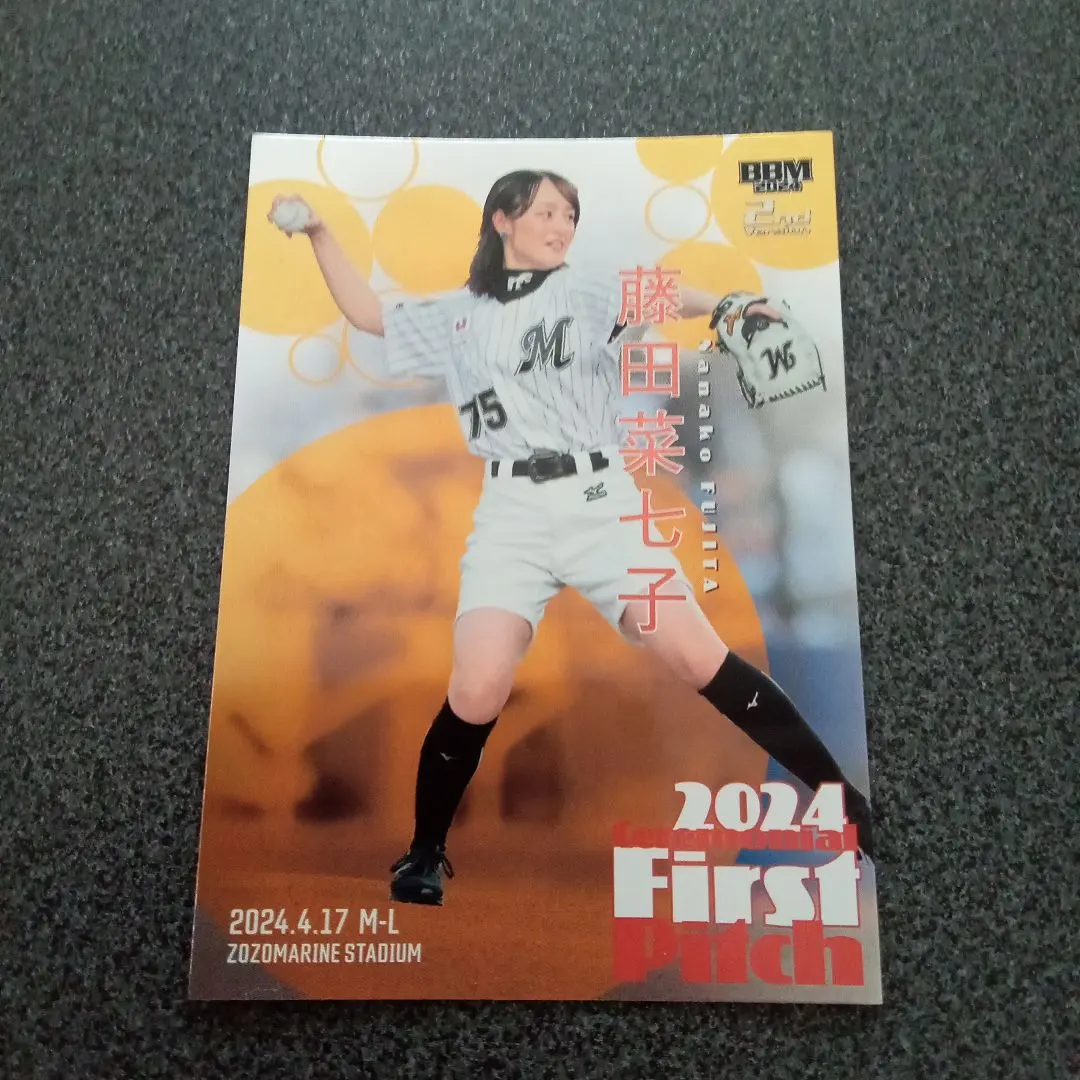 BBM
2024
2nd
Version
M
75
M
藤田菜七子
Nanako FUJITA
2024
Ceremonial
First
Pitch
2024.4.17 M-L
ZOZOMARINE STADIUM